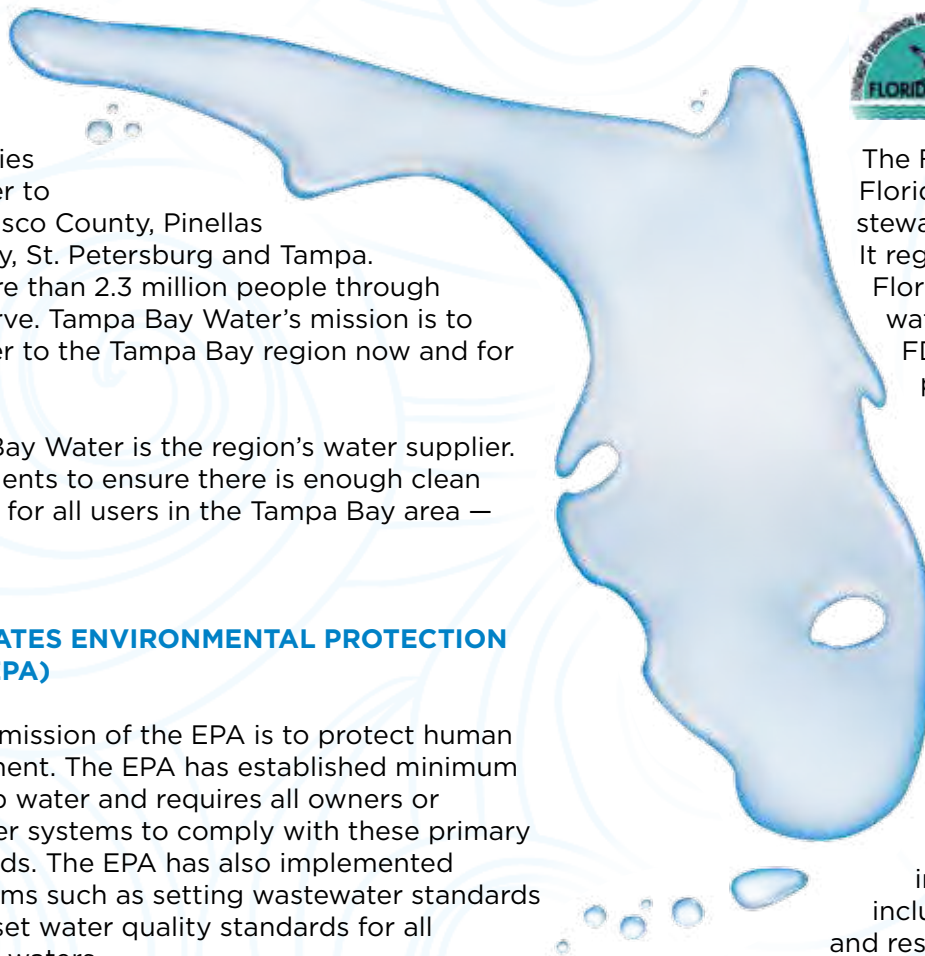 ies
er to
sco County, Pinellas
y, St. Petersburg and Tampa.
re than 2.3 million people through
rve. Tampa Bay Water's mission is to
er to the Tampa Bay region now and for
Bay Water is the region's water supplier.
ents to ensure there is enough clean
for all users in the Tampa Bay area —
ATES ENVIRONMENTAL PROTECTION
EPA)
mission of the EPA is to protect human
ment. The EPA has established minimum
p water and requires all owners or
er systems to comply with these primary
ds. The EPA has also implemented
ms such as setting wastewater standards
set water quality standards for all
waters
FLORID
The F
Floric
stewa
It reg
Flor
wat
FD
p
in
inclu
and res